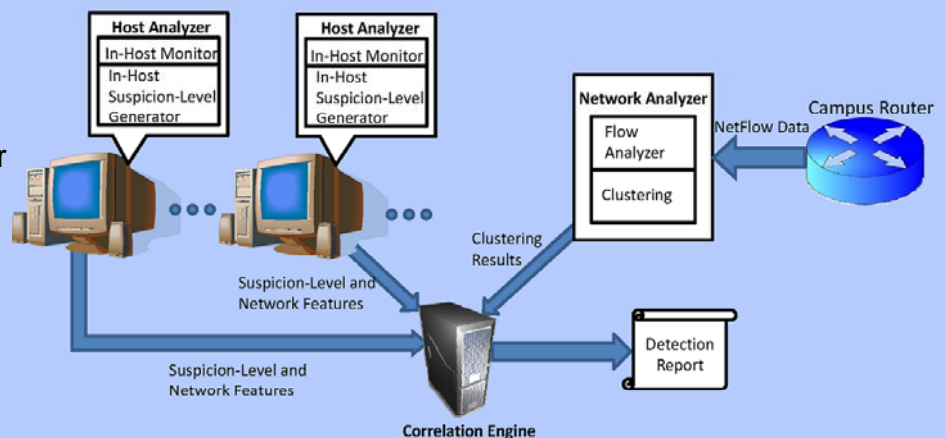 Host Analyzer
In-Host Monitor
In-Host
Suspicion-Level
Generator
Host Analyzer
In-Host Monitor
In-Host
Suspicion-Level
Generator
Network Analyzer
Flow
Analyzer
Clustering
Campus Router
NetFlow Data
r
Clustering
Results
Suspicion-Level and
Network Features
Suspicion-Level and
Network Features
Detection
Report
Correlation Engine